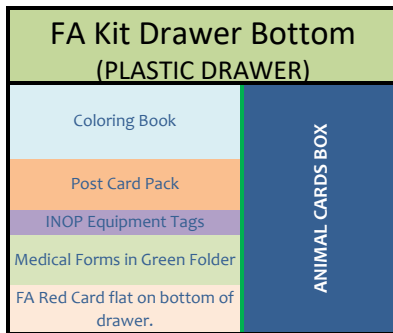 FA Kit Drawer Bottom
(PLASTIC DRAWER)
Coloring Book
Post Card Pack
INOP Equipment Tags
Medical Forms in Green Folder
FA Red Card flat on bottom of
drawer.
ANIMAL CARDS BOX